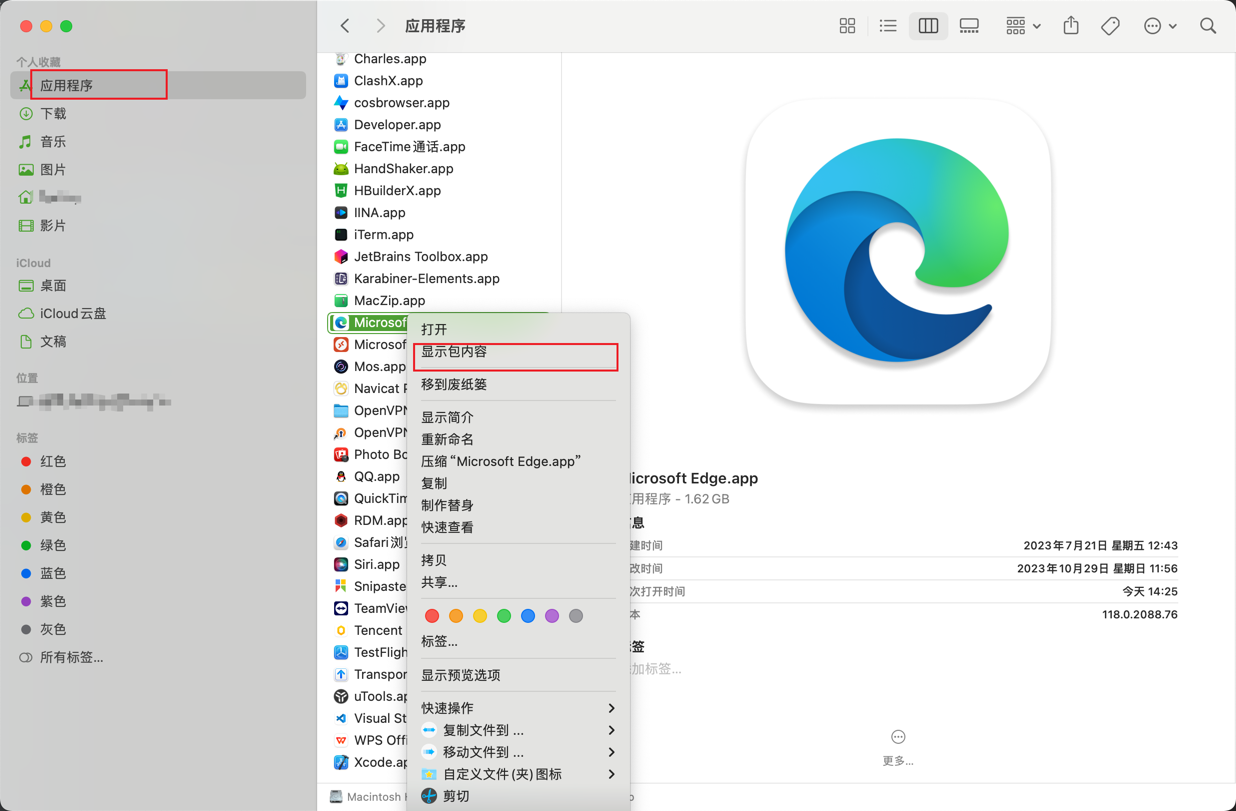 个人收藏
应用程序
下载
音乐
图片
影片
iCloud
桌面
iCloud云盘
文稿
位置
标签
红色
橙色
黄色
绿色
蓝色
紫色
灰色
所有标签...
应用程序
Charles.app
ClashX.app
cosbrowser.app
Developer.app
FaceTime通话.app
HandShaker.app
HBuilderX.app
IINA.app
iTerm.app
JetBrains Toolbox.app
Karabiner-Elements.app
MacZip.app
Microsof
Microsof
Mos.app
Navicat
OpenVPN
OpenVPN
Photo Bo
QQ.app
QuickTim
RDM.app
Safari浏览
Siri.app
Snipaste
TeamView
Tencent
TestFligh
Transpor
uTools.ap
Visual St
WPS Offi
Xcode.ap
打开
显示包内容
移到废纸篓
显示简介
重新命名
压缩“Microsoft Edge.app”
复制
制作替身
快速查看
拷贝
共享...
标签...
显示预览选项
快速操作
复制文件到 ...
移动文件到 ...
自定义文件(夹)图标
剪切
icrosoft Edge.app
用程序 - 1.62 GB
息
建时间 2023年7月21日 星期五 12:43
改时间 2023年10月29日 星期日 11:56
次打开时间 今天 14:25
本 118.0.2088.76
签
加标签...
更多...
Macintosh